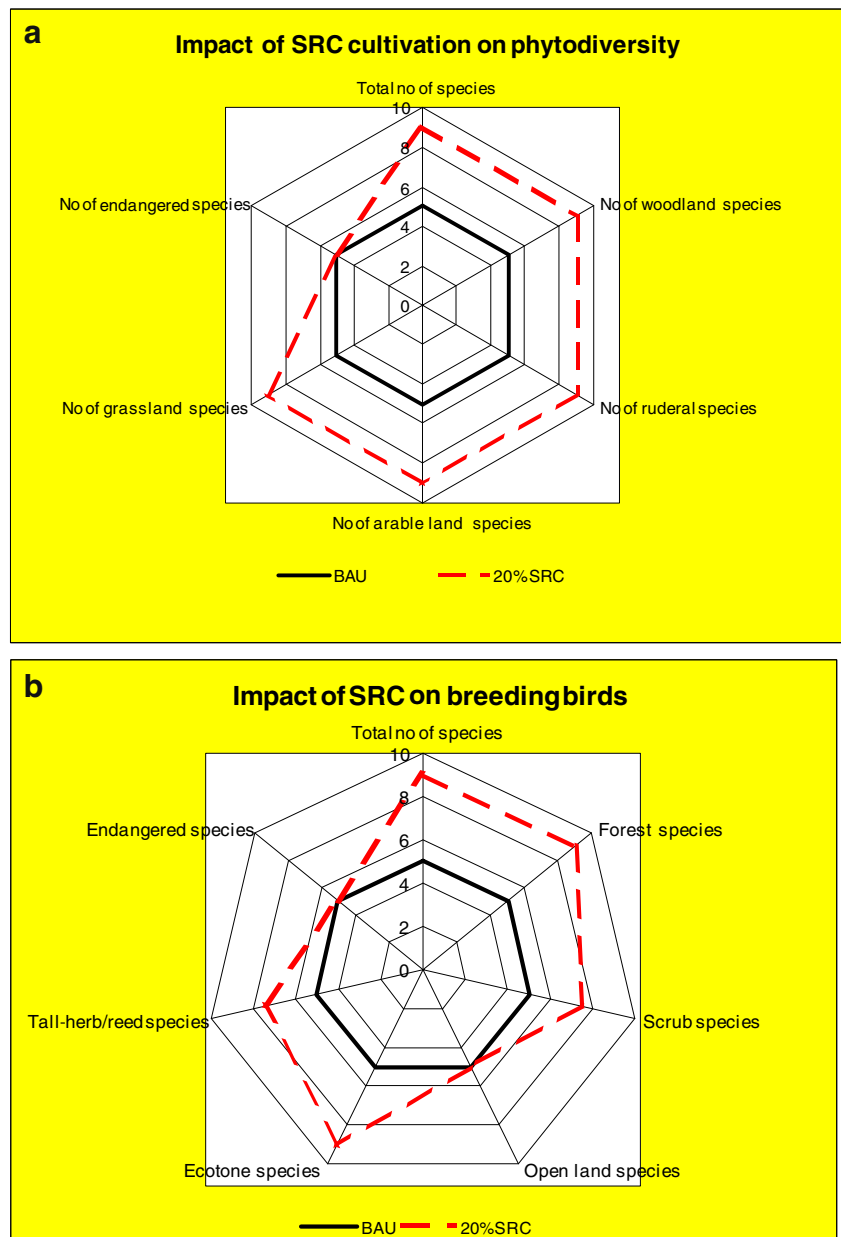 a
Impact of SRC cultivation on phytodiversity
Total no of species
10
8
6
4
2
0
No of endangered species
No of woodland species
No of grassland species
No of ruderal species
No of arable land species
BAU
20%SRC
b
Impact of SRC on breeding birds
Total no of species
10
8
6
4
2
0
Endangered species
Forest species
Tall-herb/reed species
Scrub species
Ecotone species
Open land species
BAU
20%SRC